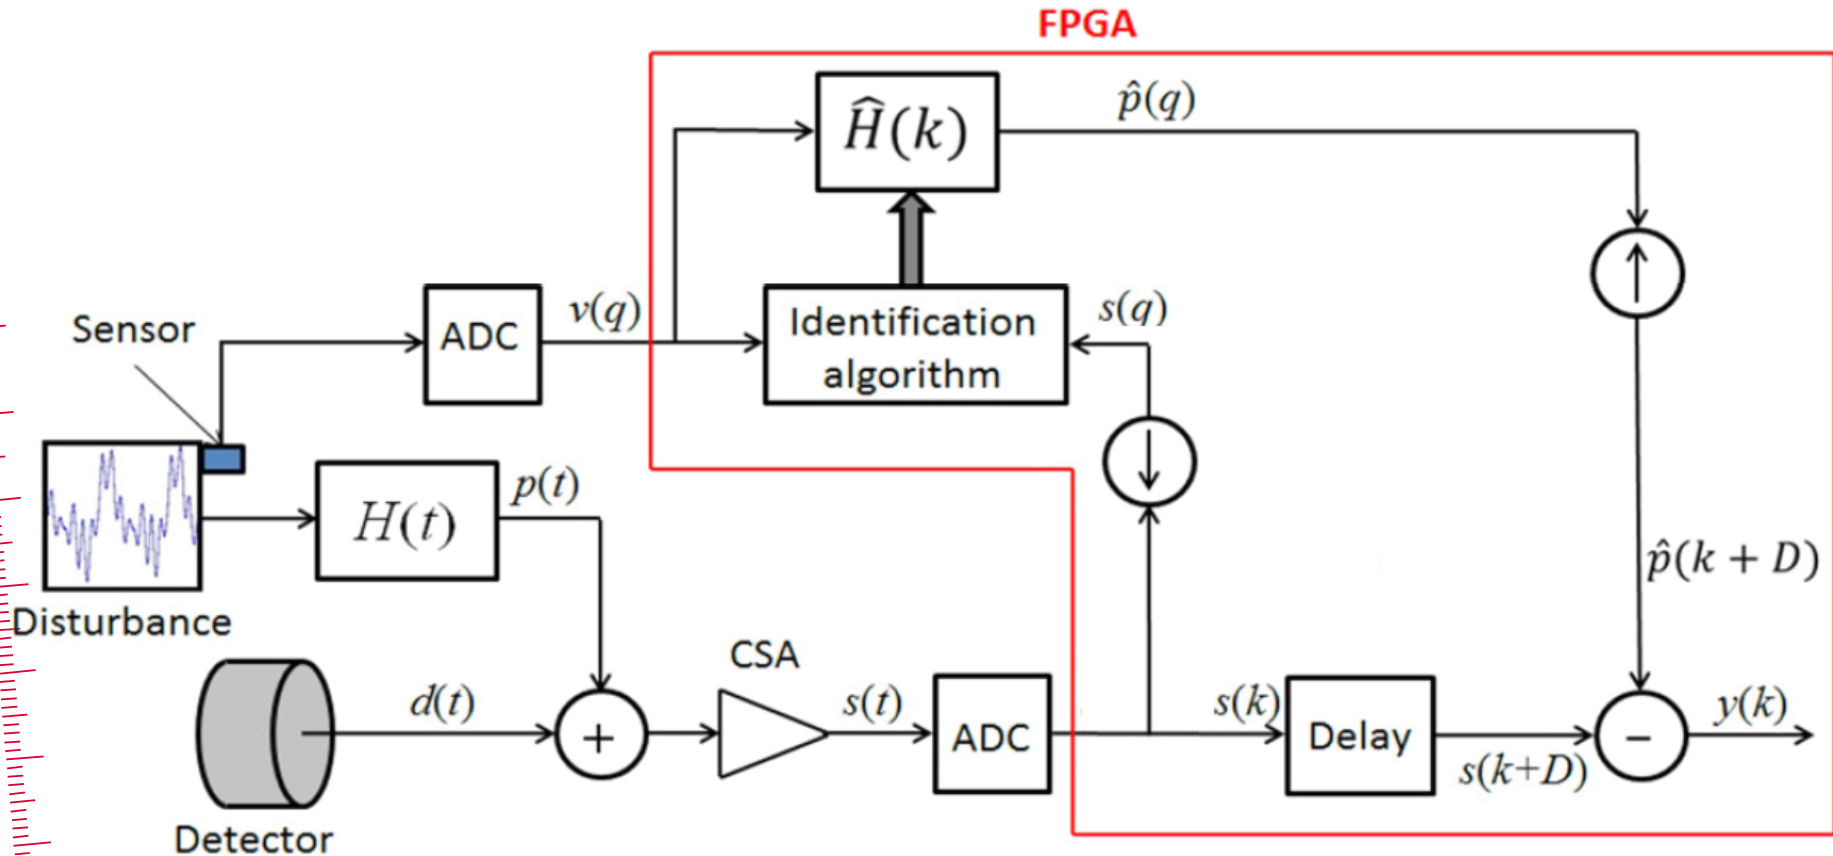 FPGA
Ĥ(k)
p̂(q)
Sensor
ADC
v(q)
Identification
algorithm
s(q)
H(t)
p(t)
Disturbance
p̂(k + D)
CSA
d(t)
+
s(t)
ADC
s(k)
Delay
s(k+D)
−
y(k)
Detector